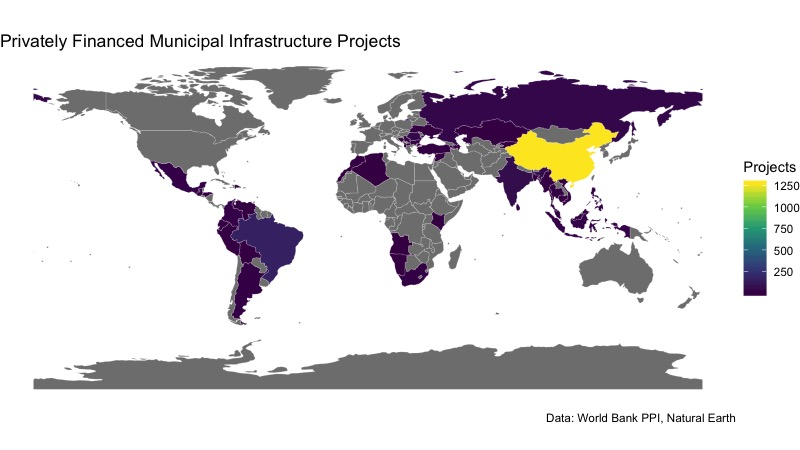 Privately Financed Municipal Infrastructure Projects
Projects
1250
1000
750
500
250
Data: World Bank PPI, Natural Earth